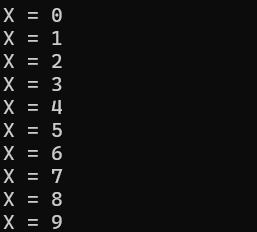 X = 0
X = 1
X = 2
X = 3
X = 4
X = 5
X = 6
X = 7
X = 8
X = 9